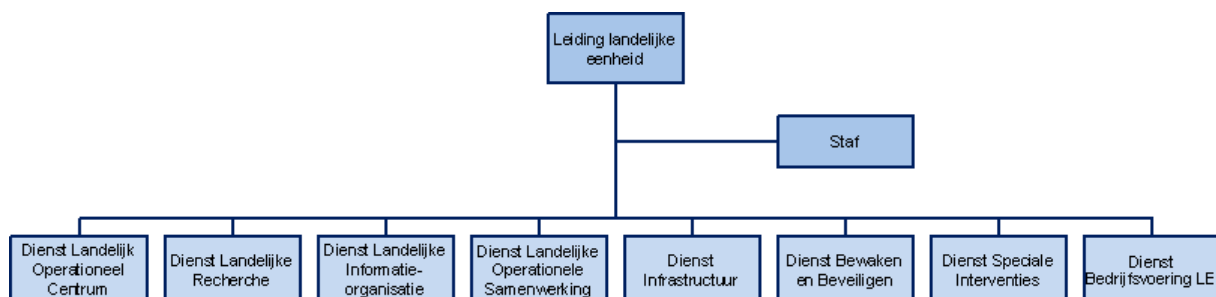 Leiding landelijke
eenheid
Staf
Dienst Landelijk
Operationeel
Centrum
Dienst Landelijke
Recherche
Dienst Landelijke
Informatie-
organisatie
Dienst Landelijke
Operationele
Samenwerking
Dienst
Infrastructuur
Dienst Bewaken
en Beveiligen
Dienst Speciale
Interventies
Dienst
Bedrijfsvoering LE